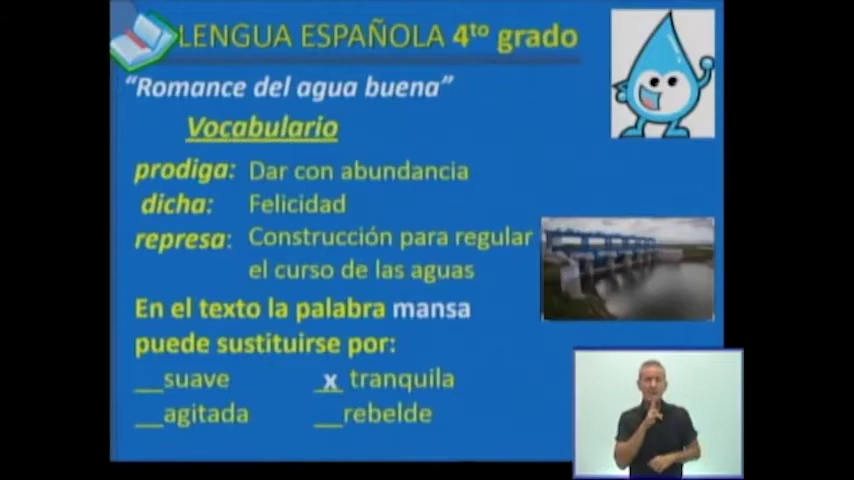 LENGUA ESPAÑOLA 4to grado
“Romance del agua buena”
Vocabulario
prodiga: Dar con abundancia
dicha: Felicidad
represa: Construcción para regular
el curso de las aguas
En el texto la palabra mansa
puede sustituirse por:
__suave _x_ tranquila
__agitada __rebelde